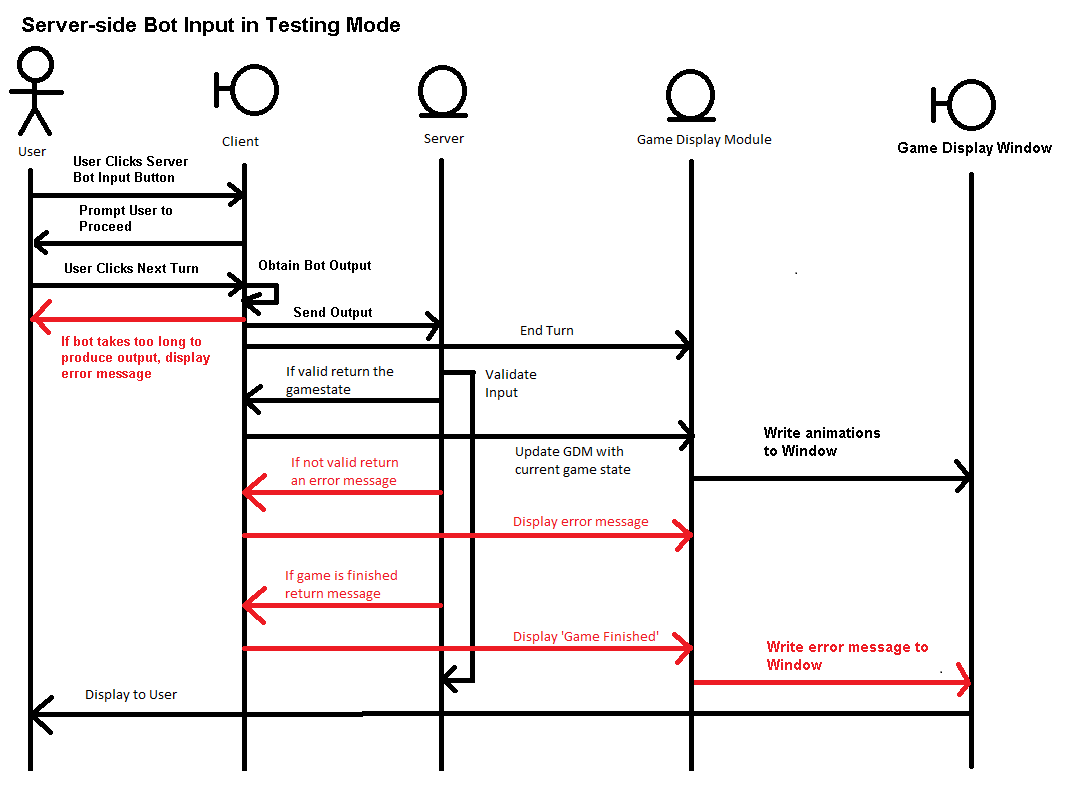 Server-side Bot Input in Testing Mode
User
Client
Server
Game Display Module
Game Display Window
User Clicks Server
Bot Input Button
Prompt User to
Proceed
User Clicks Next Turn
Obtain Bot Output
Send Output
If bot takes too long to
produce output, display
error message
End Turn
If valid return the
gamestate
Validate
Input
Update GDM with
current game state
Write animations
to Window
If not valid return
an error message
Display error message
If game is finished
return message
Display 'Game Finished'
Write error message to
Window
Display to User